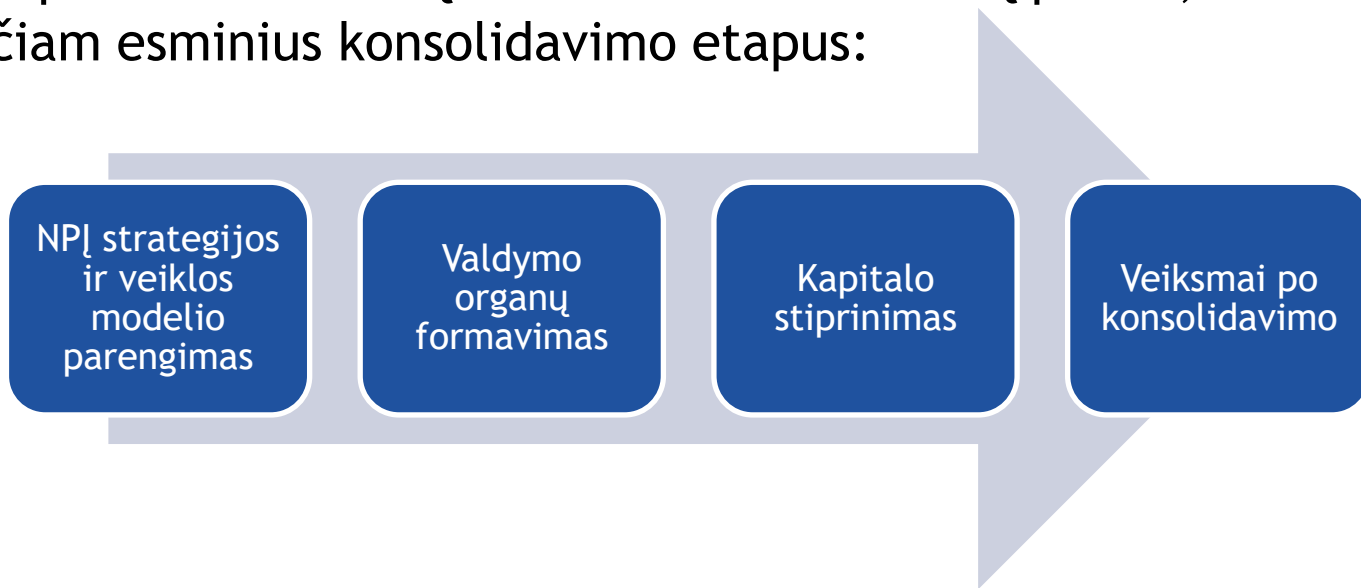 čiam esminius konsolidavimo etapus:
NPĮ strategijos
ir veiklos
modelio
parengimas
Valdymo
organų
formavimas
Kapitalo
stiprinimas
Veiksmai po
konsolidavimo